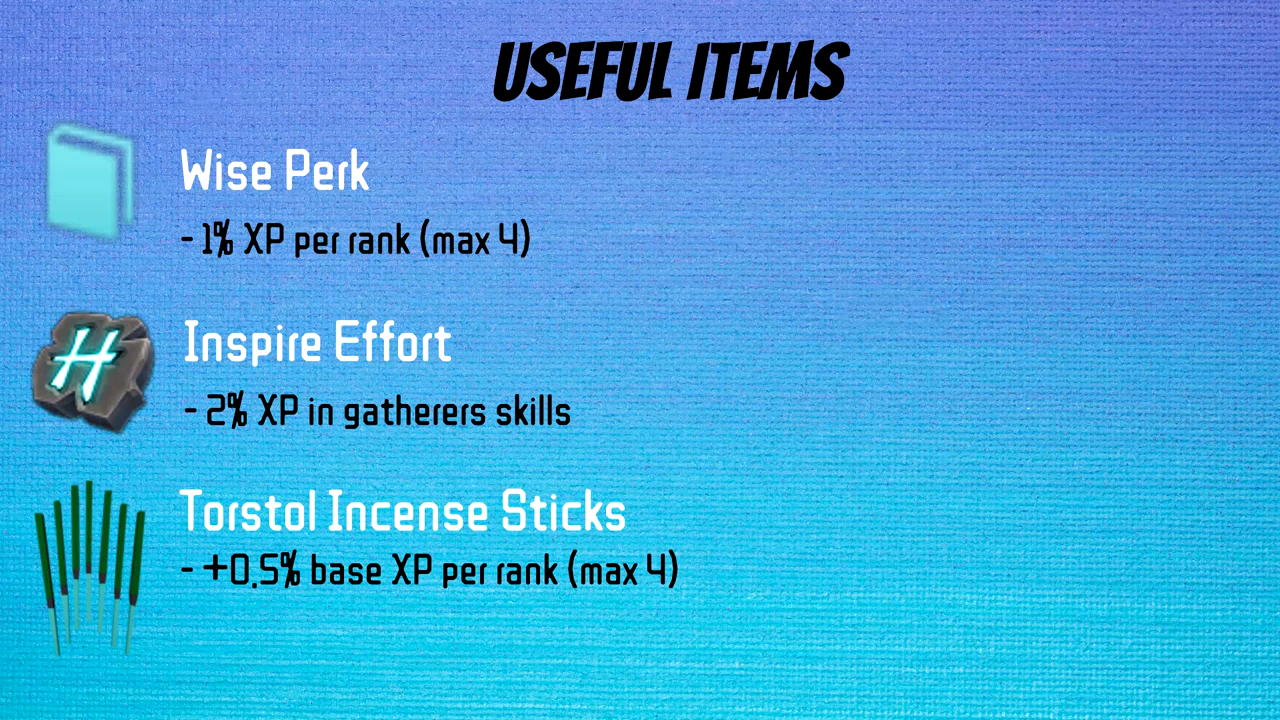 USEFUL ITEMS
Wise Perk
- 1% XP per rank (max 4)
Inspire Effort
- 2% XP in gatherers skills
Torstol Incense Sticks
- +0.5% base XP per rank (max 4)